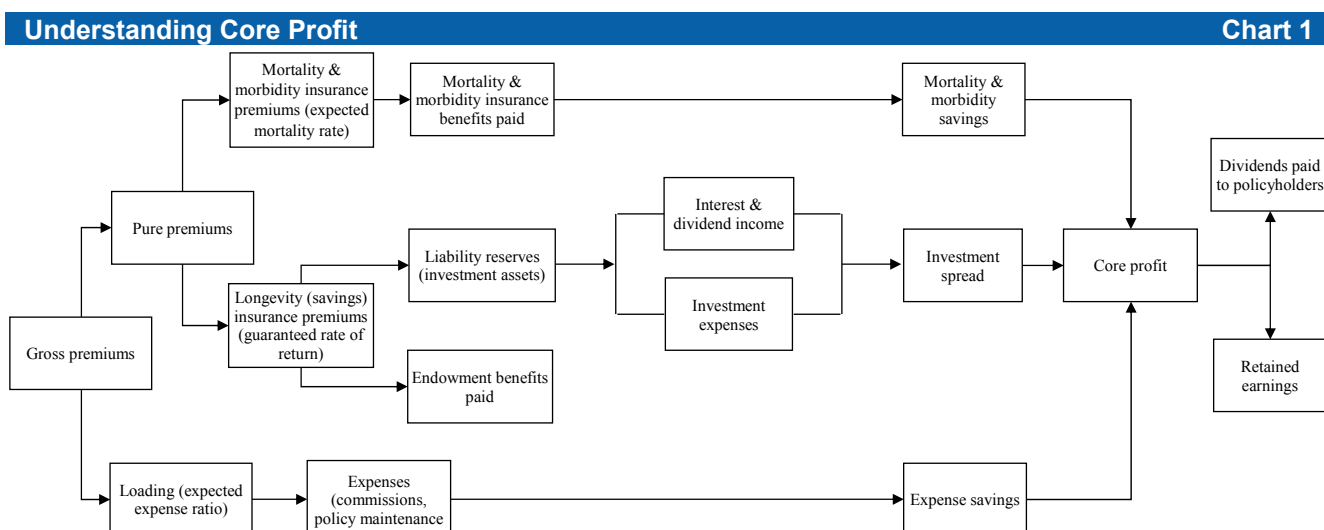 Understanding Core Profit
Chart 1
Mortality &
morbidity insurance
premiums (expected
mortality rate)
Mortality &
morbidity insurance
benefits paid
Mortality &
morbidity
savings
Dividends paid
to policyholders
Pure premiums
Interest &
dividend income
Liability reserves
(investment assets)
Investment
spread
Core profit
Longevity (savings)
insurance premiums
(guaranteed rate of
return)
Investment
expenses
Gross premiums
Endowment benefits
paid
Retained
earnings
Loading (expected
expense ratio)
Expenses
(commissions,
policy maintenance
Expense savings